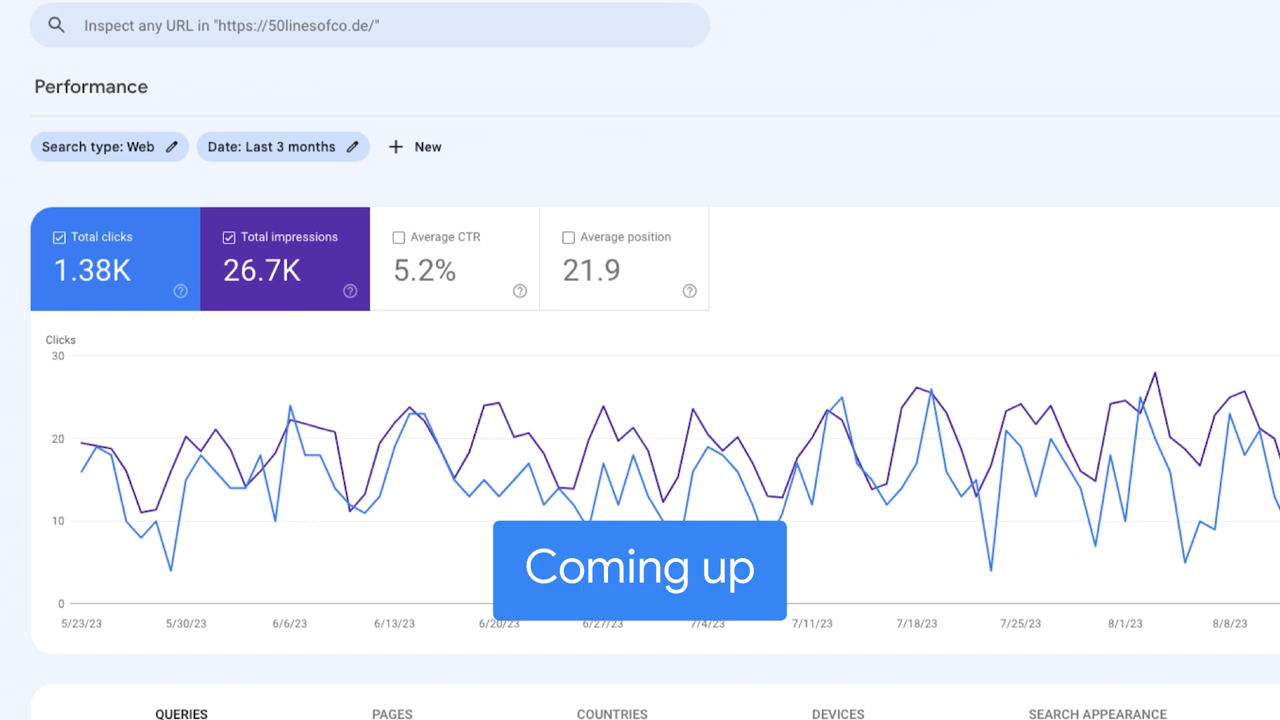 Inspect any URL in "https://50linesofco.de/"
Performance
Search type: Web
Date: Last 3 months
+ New
Total clicks
1.38K
Total impressions
26.7K
Average CTR
5.2%
Average position
21.9
Clicks
30
20
10
0
5/23/23 5/30/23 6/6/23 6/13/23 6/20/23 6/27/23 7/4/23 7/11/23 7/18/23 7/25/23 8/1/23 8/8/23
Coming up
QUERIES PAGES COUNTRIES DEVICES SEARCH APPEARANCE